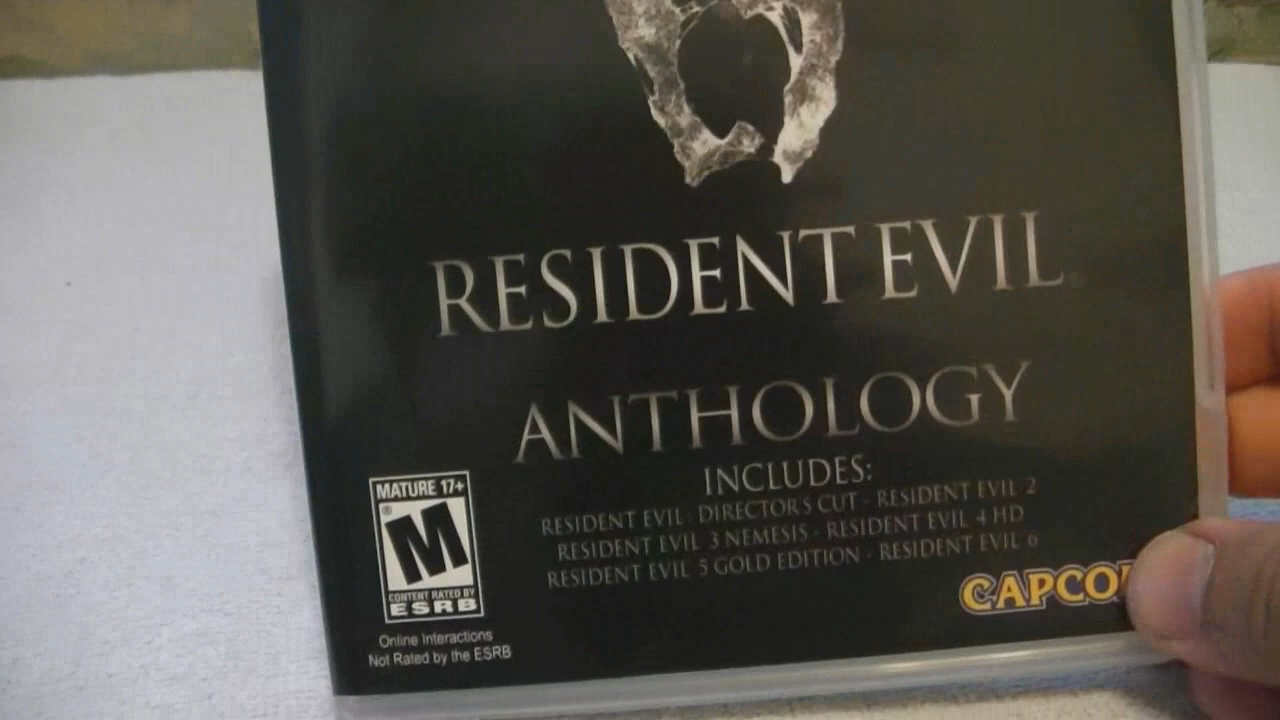 RESIDENT EVIL
ANTHOLOGY
INCLUDES:
RESIDENT EVIL: DIRECTOR'S CUT - RESIDENT EVIL 2
RESIDENT EVIL 3 NEMESIS - RESIDENT EVIL 4 HD
RESIDENT EVIL 5 GOLD EDITION - RESIDENT EVIL 6
MATURE 17+
M
®
CONTENT RATED BY
ESRB
Online Interactions
Not Rated by the ESRB
CAPCO